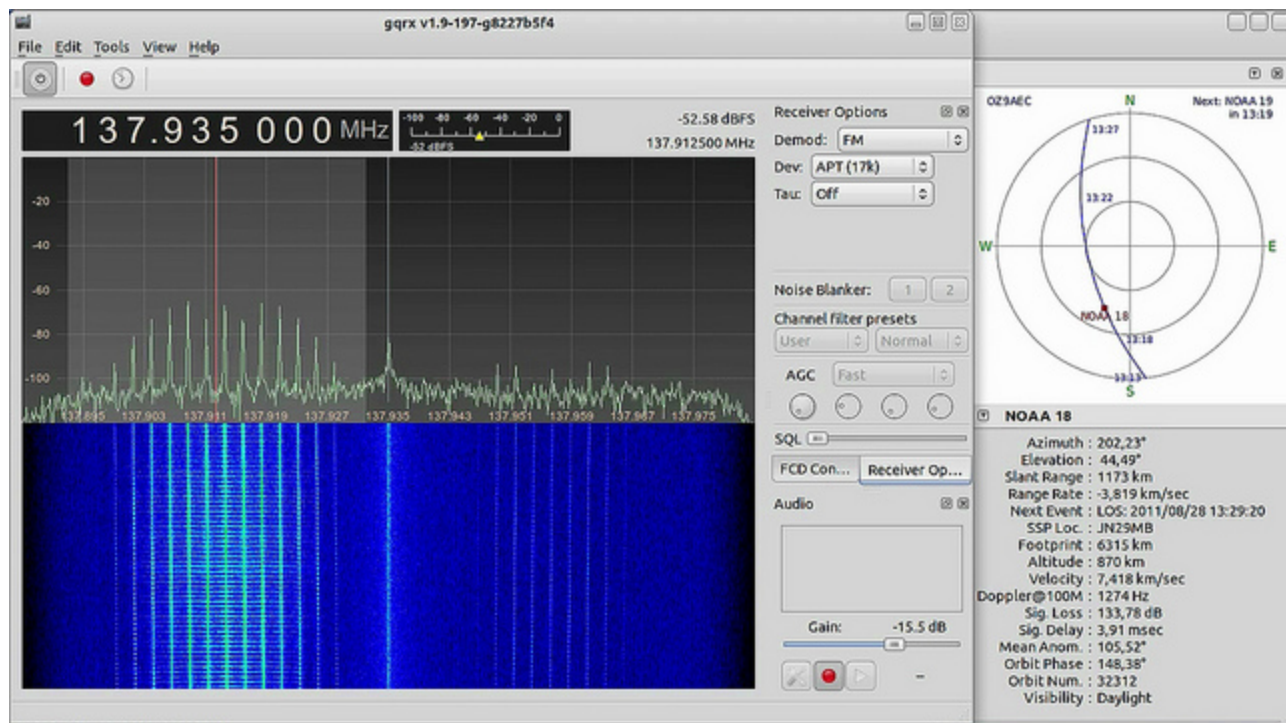 gqrx v1.9-197-g8227b5f4
File Edit Tools View Help
137.935 000 MHz
-100 -80 -60 -40 -20 0
-52 dBFS
-52.58 dBFS
137.912500 MHz
-20
-40
-60
-80
-100
137.895 137.903 137.911 137.919 137.927 137.935 137.943 137.951 137.959 137.967 137.975
Receiver Options
Demod: FM
Dev: APT (17k)
Tau: Off
Noise Blanker: 1 2
Channel filter presets
User Normal
AGC Fast
SQL
FCD Con... Receiver Op...
Audio
Gain: -15.5 dB
--
OZ9AEC
N
Next: NOAA 19
in 13:19
13:27
13:22
W
E
NOAA 18
13:18
13:13
S
NOAA 18
Azimuth : 202,23°
Elevation : 44,49°
Slant Range : 1173 km
Range Rate : -3,819 km/sec
Next Event : LOS: 2011/08/28 13:29:20
SSP Loc. : JN29MB
Footprint : 6315 km
Altitude : 870 km
Velocity : 7,418 km/sec
Doppler@100M : 1274 Hz
Sig. Loss : 133,78 dB
Sig. Delay : 3,91 msec
Mean Anom. : 105,52°
Orbit Phase : 148,38°
Orbit Num. : 32312
Visibility : Daylight